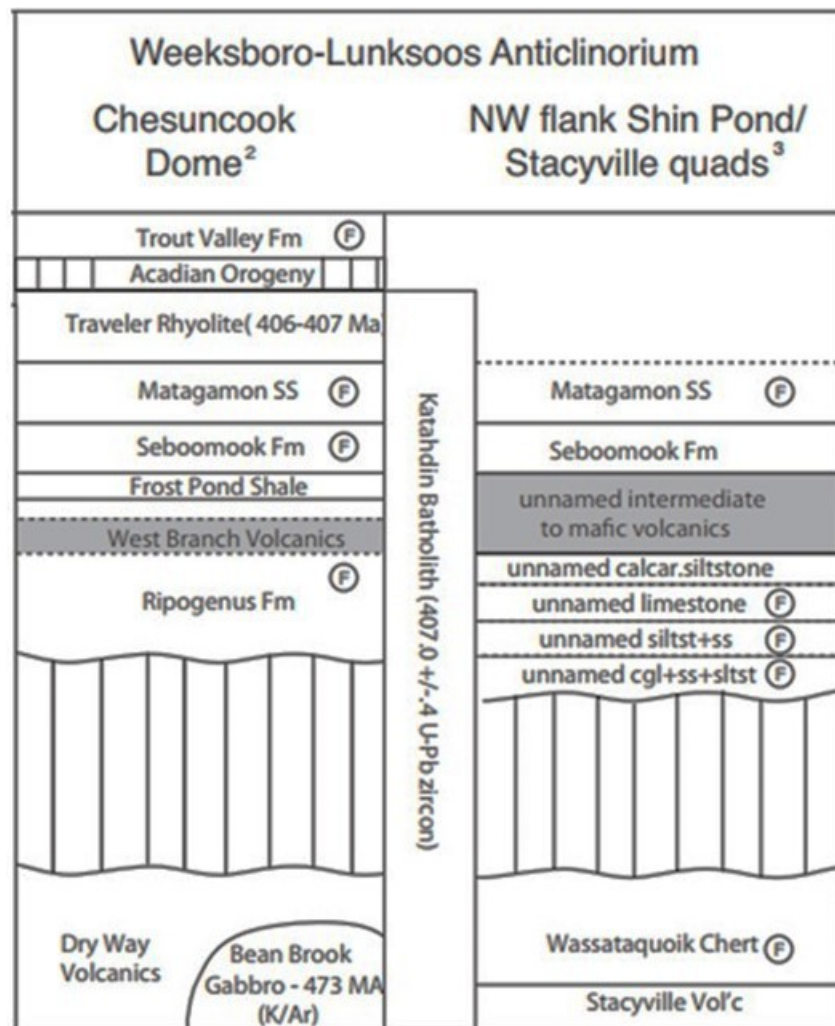 Weeksboro-Lunksoos Anticlinorium
Chesuncook
Dome²
NW flank Shin Pond/
Stacyville quads³
Trout Valley Fm F
Acadian Orogeny
Traveler Rhyolite( 406-407 Ma)
Matagamon SS F
Seboomook Fm F
Frost Pond Shale
West Branch Volcanics
F
Ripogenus Fm
Dry Way
Volcanics
Bean Brook
Gabbro - 473 MA
(K/Ar)
Katahdin Batholith (407.0 +/-.4 U-Pb zircon)
Matagamon SS F
Seboomook Fm
unnamed intermediate
to mafic volcanics
unnamed calcar.siltstone
unnamed limestone F
unnamed siltst+ss F
unnamed cgl+ss+sltst F
Wassataquoik Chert F
Stacyville Vol'c